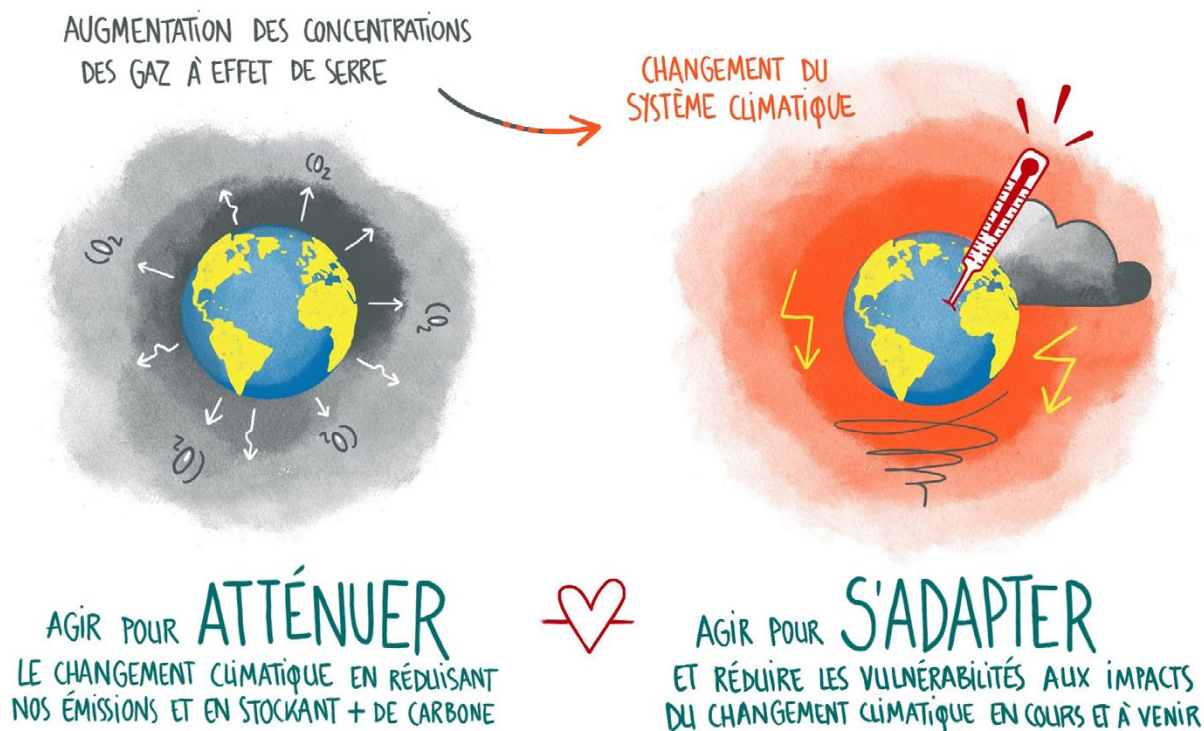 AUGMENTATION DES CONCENTRATIONS
DES GAZ À EFFET DE SERRE
CHANGEMENT DU
SYSTÈME CLIMATIQUE
CO2
CO2
CO2
CO2
CO2
AGIR POUR ATTÉNUER
LE CHANGEMENT CLIMATIQUE EN RÉDUISANT
NOS ÉMISSIONS ET EN STOCKANT + DE CARBONE
AGIR POUR S'ADAPTER
ET RÉDUIRE LES VULNÉRABILITÉS AUX IMPACTS
DU CHANGEMENT CLIMATIQUE EN COURS ET À VENIR